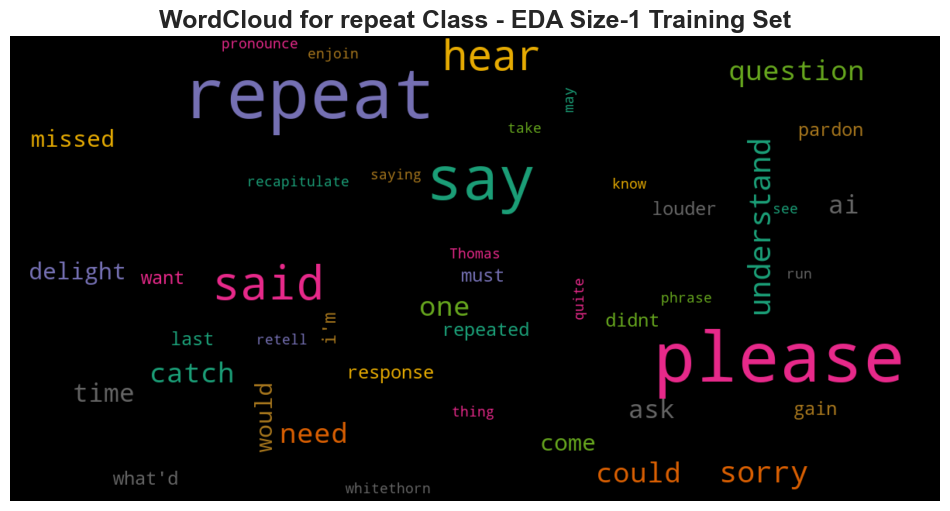 WordCloud for repeat Class - EDA Size-1 Training Set
pronounce
enjoin
hear
question
repeat
may
missed
take
pardon
recapitulate
saying
say
know
louder
understand
see
ai
delight
want
said
Thomas
must
quite
run
phrase
one
repeated
didnt
last
retell
i'm
please
catch
response
time
would
need
thing
ask
gain
come
could
sorry
what'd
whitethorn